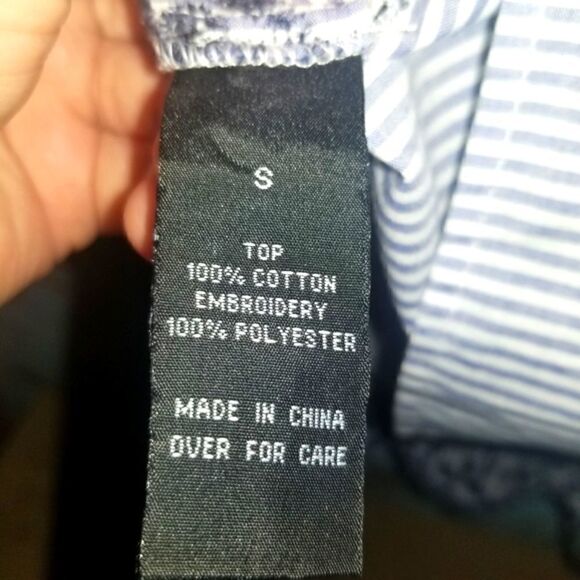 S
TOP
100% COTTON
EMBROIDERY
100% POLYESTER
MADE IN CHINA
OVER FOR CARE